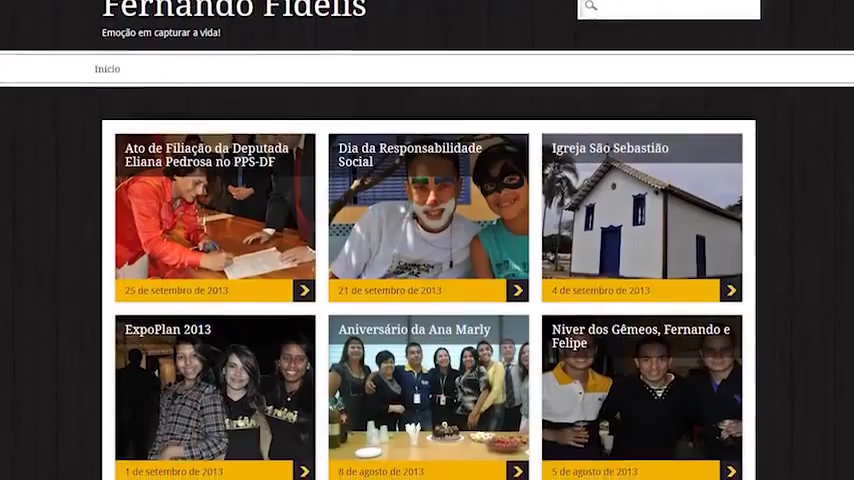 Fernando Fidelis
Emoção em capturar a vida!
Início
Ato de Filiação da Deputada
Eliana Pedrosa no PPS-DF
Dia da Responsabilidade
Social
Igreja São Sebastião
25 de setembro de 2013
21 de setembro de 2013
4 de setembro de 2013
ExpoPlan 2013
Aniversário da Ana Marly
Niver dos Gêmeos, Fernando e
Felipe
1 de setembro de 2013
8 de agosto de 2013
5 de agosto de 2013